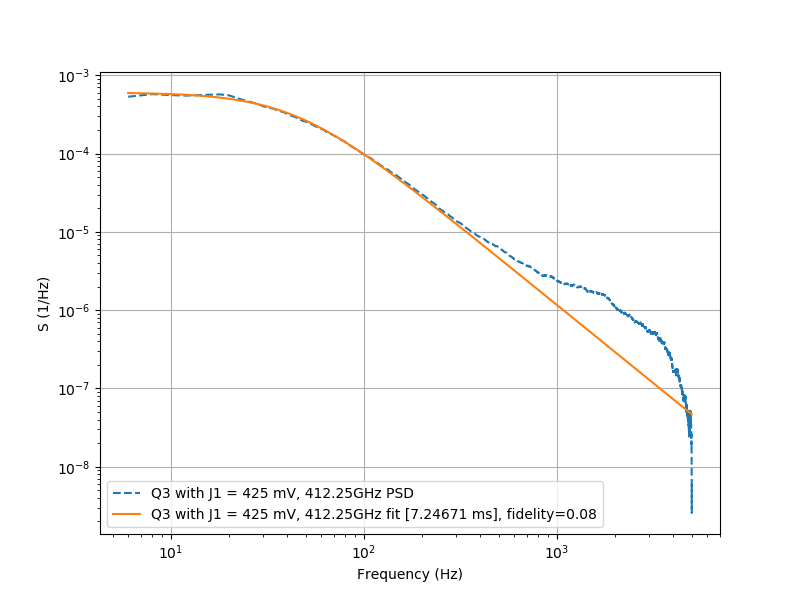 10⁻³
10⁻⁴
10⁻⁵
10⁻⁶
10⁻⁷
10⁻⁸
S (1/Hz)
Q3 with J1 = 425 mV, 412.25GHz PSD
Q3 with J1 = 425 mV, 412.25GHz fit [7.24671 ms], fidelity=0.08
10¹ 10² 10³
Frequency (Hz)